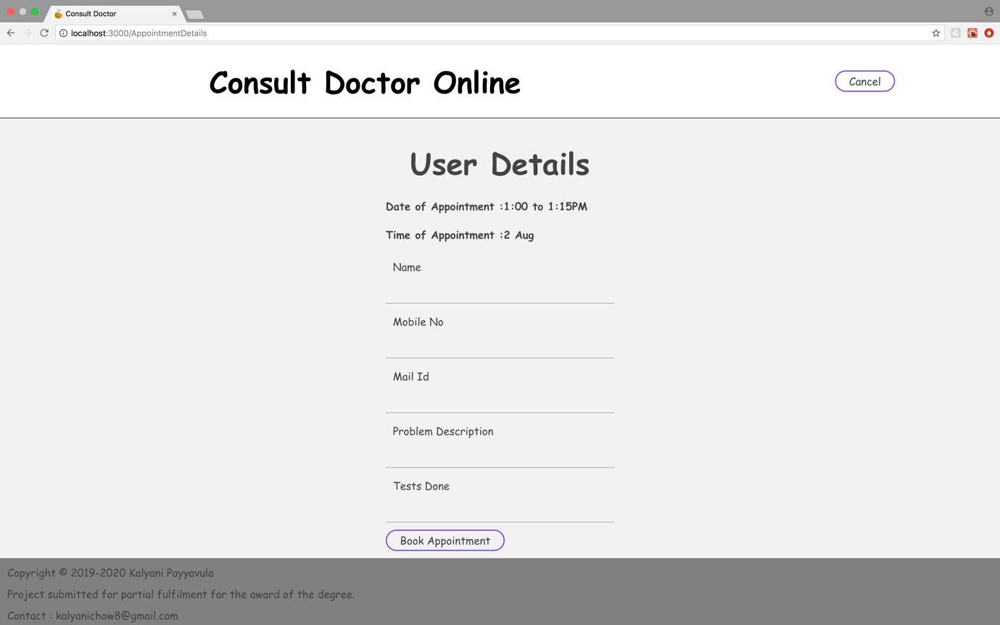 Consult Doctor
localhost:3000/AppointmentDetails
Consult Doctor Online
Cancel
User Details
Date of Appointment :1:00 to 1:15PM
Time of Appointment :2 Aug
Name
Mobile No
Mail Id
Problem Description
Tests Done
Book Appointment
Copyright © 2019-2020 Kalyani Payyavula
Project submitted for partial fulfilment for the award of the degree.
Contact : kalyanichow8@gmail.com